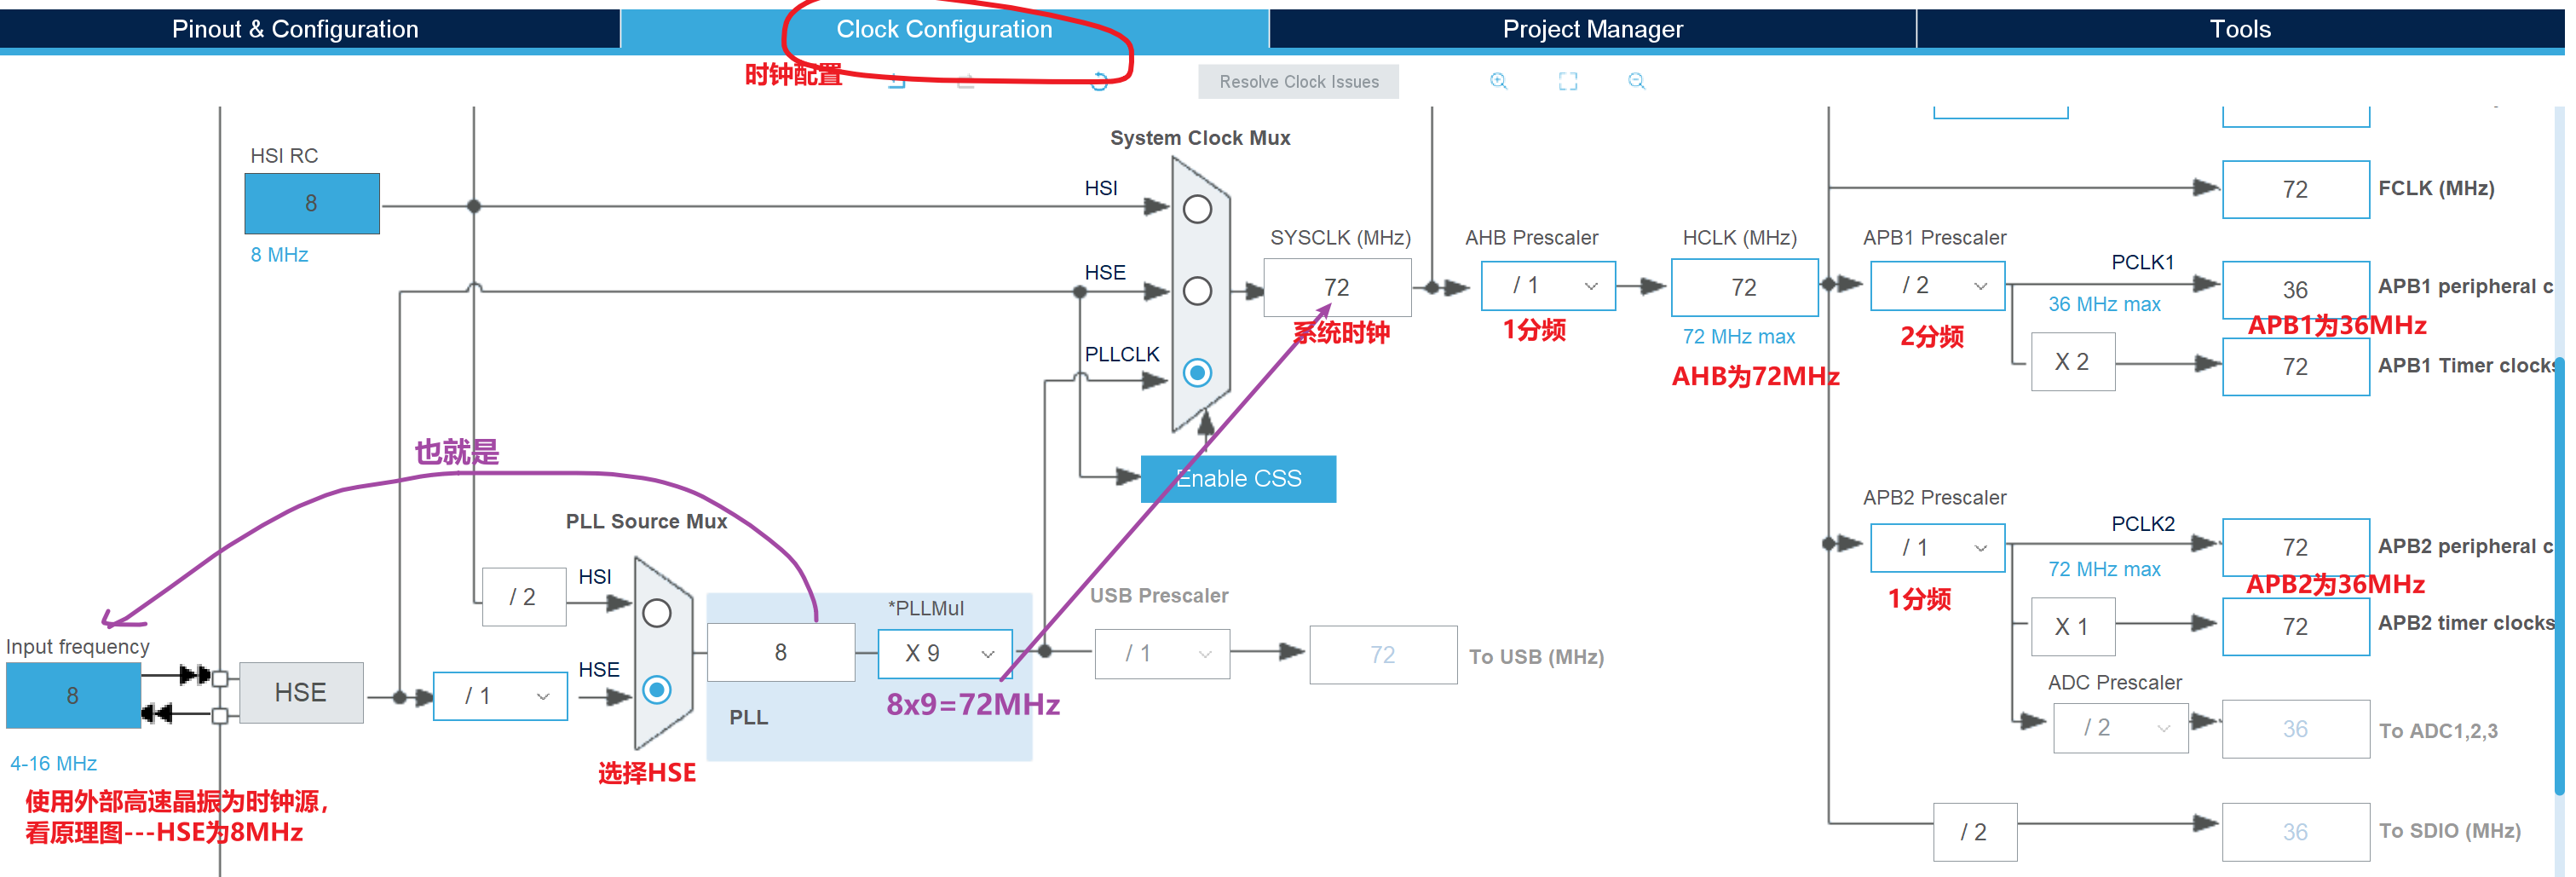 Pinout & Configuration
Clock Configuration
Project Manager
Tools
时钟配置
Resolve Clock Issues
System Clock Mux
HSI RC
8
8 MHz
HSI
HSE
PLLCLK
SYSCLK (MHz)
72
系统时钟
AHB Prescaler
/ 1
1分频
HCLK (MHz)
72
72 MHz max
AHB为72MHz
72
FCLK (MHz)
APB1 Prescaler
/ 2
2分频
PCLK1
36 MHz max
36
APB1 peripheral c
APB1为36MHz
X 2
72
APB1 Timer clocks
Enable CSS
也就是
PLL Source Mux
/ 2
HSI
HSE
Input frequency
8
4-16 MHz
HSE
/ 1
选择HSE
8
*PLLMul
X 9
PLL
8x9=72MHz
USB Prescaler
/ 1
72
To USB (MHz)
APB2 Prescaler
/ 1
1分频
PCLK2
72 MHz max
72
APB2 peripheral c
APB2为36MHz
X 1
72
APB2 timer clocks
ADC Prescaler
/ 2
36
To ADC1,2,3
/ 2
36
To SDIO (MHz)
使用外部高速晶振为时钟源，
看原理图---HSE为8MHz